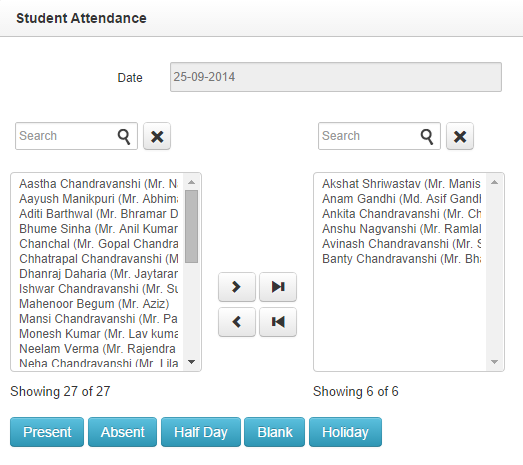 Student Attendance
Date 25-09-2014
Search Search
Aastha Chandravanshi (Mr.
Aayush Manikpuri (Mr.
Aditi Barthwal (Mr. Bhramar D
Bhume Sinha (Mr. Anil Kumar
Chanchal (Mr. Gopal Chandra
Chhatrapal Chandravanshi (M
Dhanraj Daharia (Mr. Jaytaran
Ishwar Chandravanshi (Mr. Su
Mahenoor Begum (Mr. Aziz)
Mansi Chandravanshi (Mr. Pa
Monesh Kumar (Mr. Lav kuma
Neelam Verma (Mr. Rajendra
Neha Chandravanshi (Mr. Lila
Akshat Shriwastav (Mr. Manis
Anam Gandhi (Md. Asif Gandh
Ankita Chandravanshi (Mr. Ch
Anshu Nagvanshi (Mr. Ramlal
Avinash Chandravanshi (Mr. S
Banty Chandravanshi (Mr. Bha
Showing 27 of 27 Showing 6 of 6
Present Absent Half Day Blank Holiday